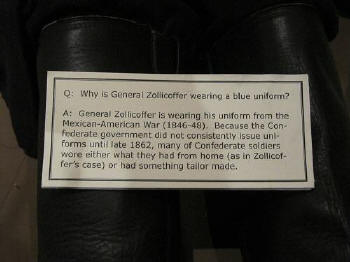 Q: Why is General Zollicoffer wearing a blue uniform?
A: General Zollicoffer is wearing his uniform from the
Mexican-American War (1846-48). Because the Con-
federate government did not consistently issue uni-
forms until late 1862, many of Confederate soldiers
wore either what they had from home (as in Zollicof-
fer's case) or had something tailor made.